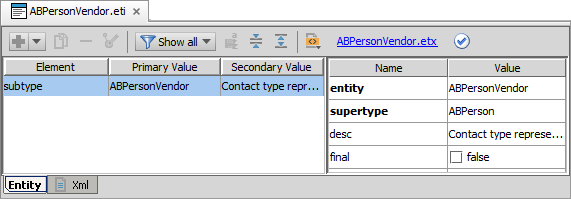 ABPersonVendor.eti
Show all
ABPersonVendor.etx
Element Primary Value Secondary Value
subtype ABPersonVendor Contact type repr...
Name Value
entity ABPersonVendor
supertype ABPerson
desc Contact type represe...
final false
Entity Xml